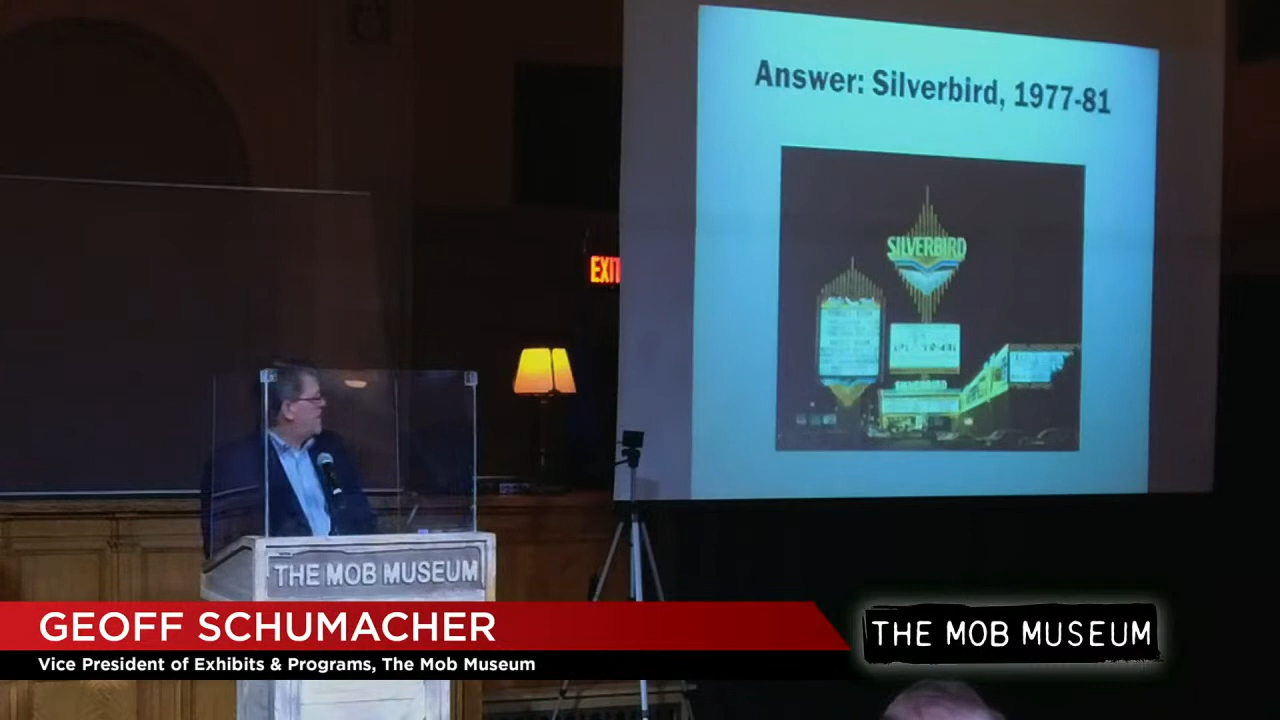 Answer: Silverbird, 1977-81
SILVERBIRD
SILVERBIRD
EXIT
THE MOB MUSEUM
GEOFF SCHUMACHER
Vice President of Exhibits & Programs, The Mob Museum
THE MOB MUSEUM